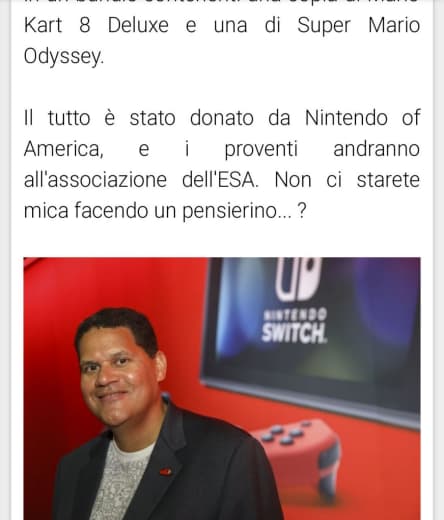 Kart 8 Deluxe e una di Super Mario
Odyssey.
Il tutto è stato donato da Nintendo of
America, e i proventi andranno
all'associazione dell'ESA. Non ci starete
mica facendo un pensierino... ?
NINTENDO
SWITCH